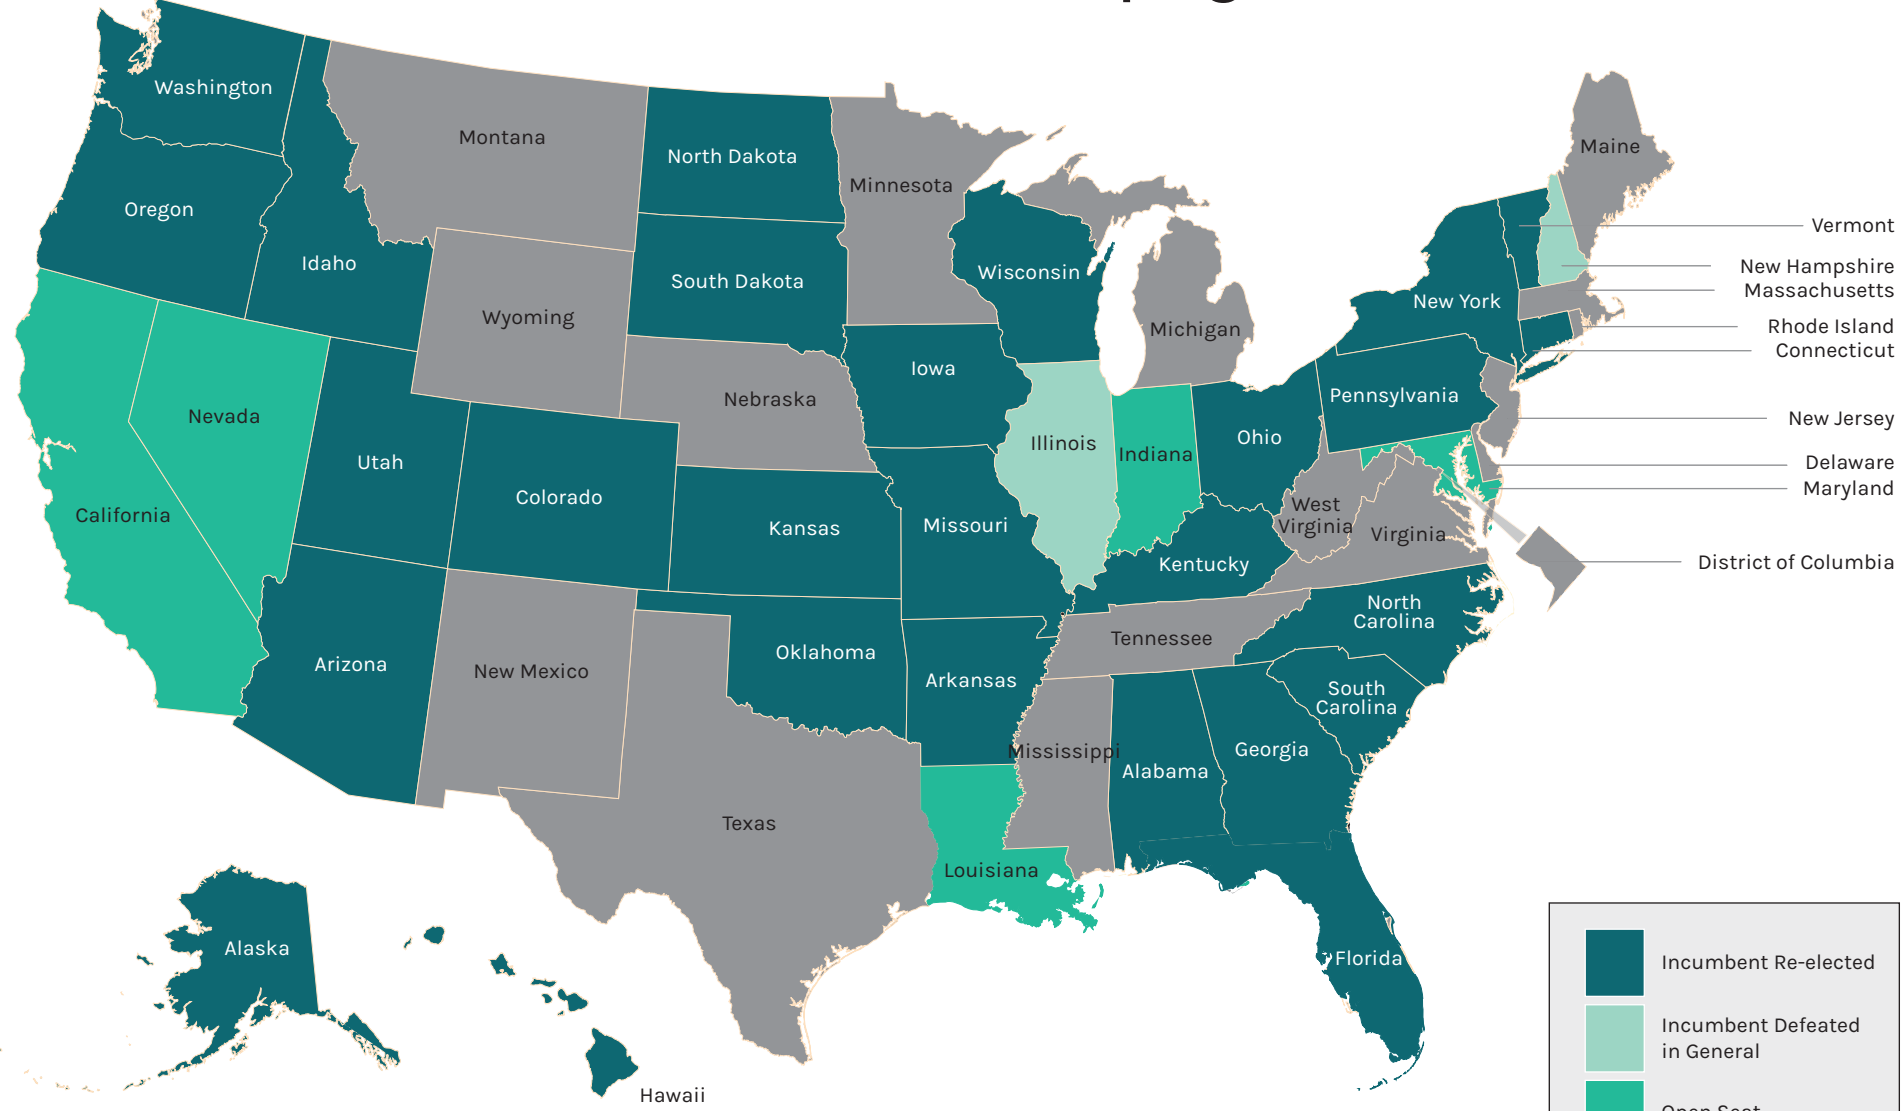 Washington
Montana
North Dakota
Minnesota
Maine
Oregon
Idaho
Vermont
Wisconsin
South Dakota
New Hampshire
Massachusetts
New York
Wyoming
Michigan
Rhode Island
Connecticut
Iowa
Nebraska
Pennsylvania
Nevada
New Jersey
Illinois
Indiana
Ohio
Utah
Delaware
Maryland
Colorado
California
Kansas
Missouri
West
Virginia
Virginia
Kentucky
District of Columbia
North
Carolina
Tennessee
Oklahoma
Arizona
New Mexico
Arkansas
South
Carolina
Mississippi
Georgia
Alabama
Texas
Louisiana
Alaska
Florida
Hawaii
Incumbent Re-elected
Incumbent Defeated
in General
Open Seat